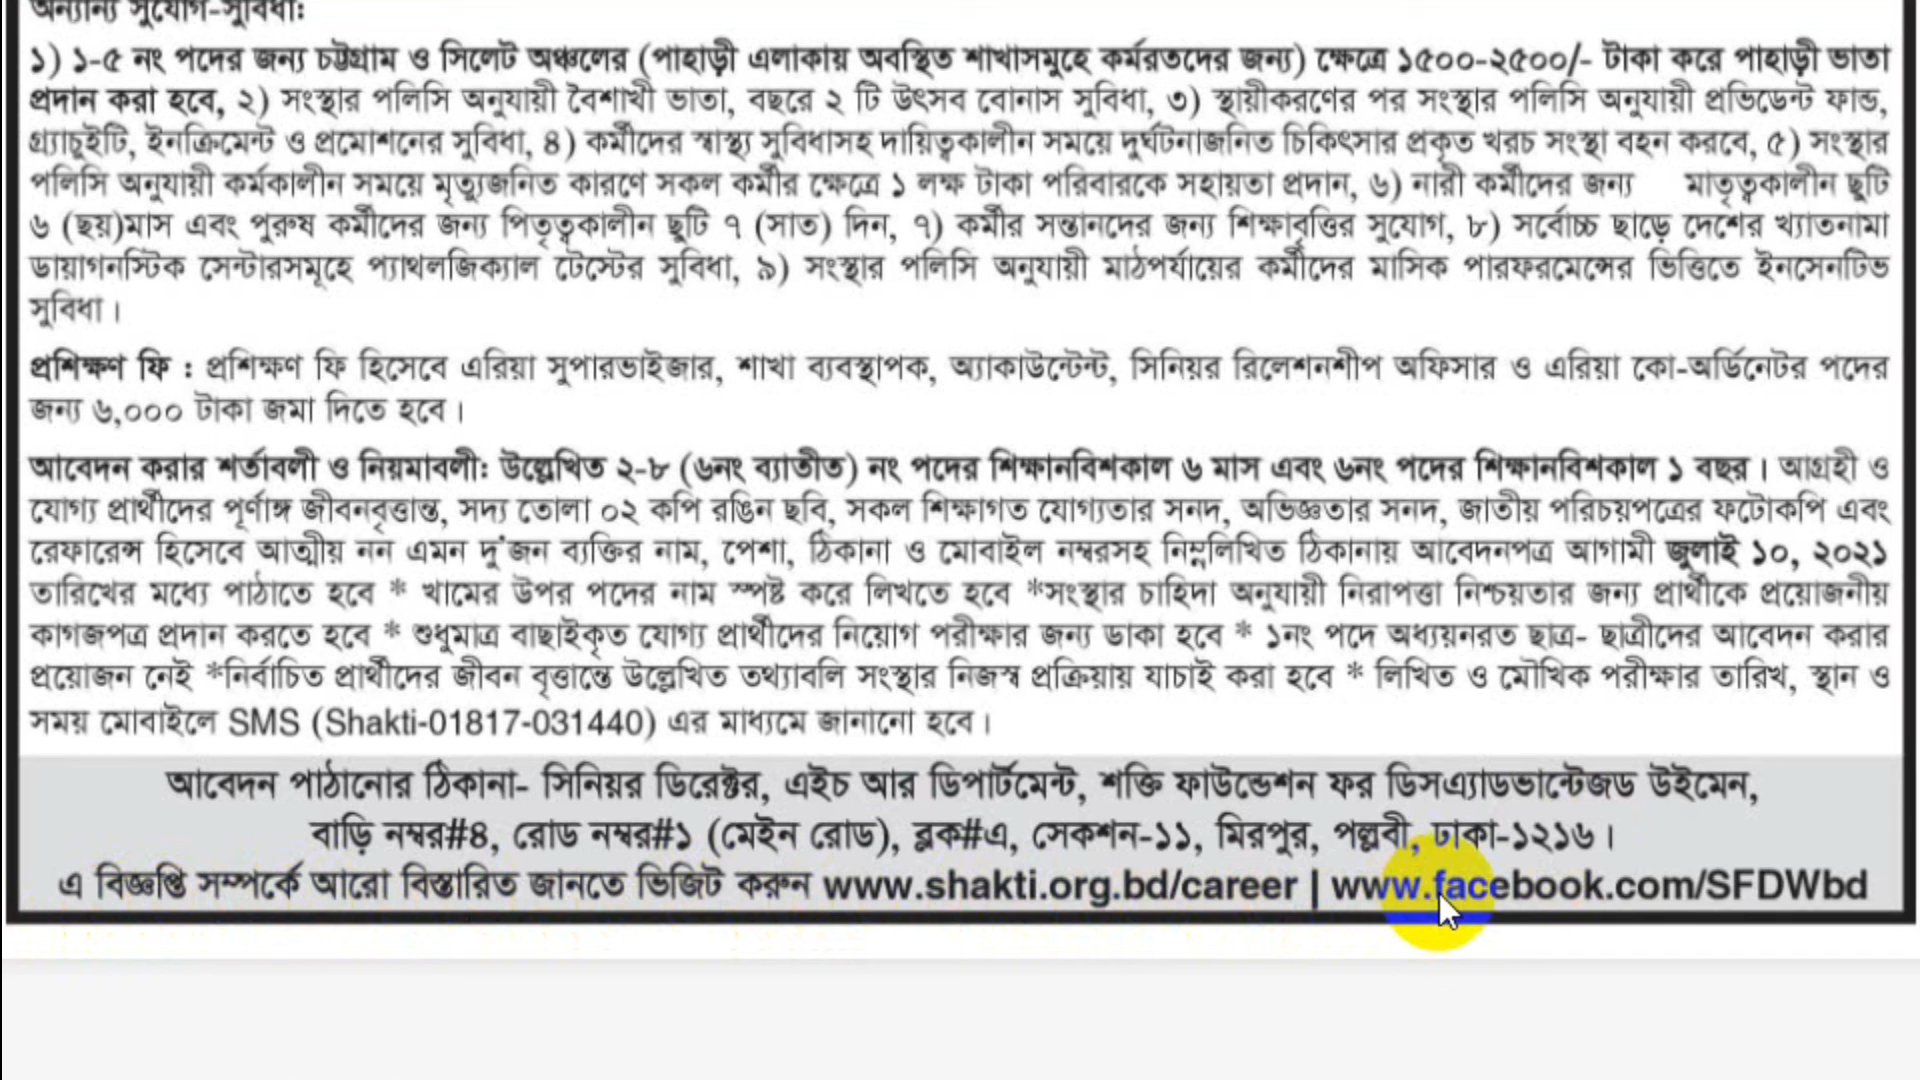 অন্যান্য সুযোগ-সুবিধা:
১) ১-৫ নং পদের জন্য চট্টগ্রাম ও সিলেট অঞ্চলের (পাহাড়ী এলাকায় অবস্থিত শাখাসমুহে কর্মরতদের জন্য) ক্ষেত্রে ১৫০০-২৫০০/- টাকা করে পাহাড়ী ভাতা
প্রদান করা হবে, ২) সংস্থার পলিসি অনুযায়ী বৈশাখী ভাতা, বছরে ২ টি উৎসব বোনাস সুবিধা, ৩) স্থায়ীকরণের পর সংস্থার পলিসি অনুযায়ী প্রভিডেন্ট ফান্ড,
গ্র্যাচুইটি, ইনক্রিমেন্ট ও প্রমোশনের সুবিধা, ৪) কর্মীদের স্বাস্থ্য সুবিধাসহ দায়িত্বকালীন সময়ে দুর্ঘটনাজনিত চিকিৎসার প্রকৃত খরচ সংস্থা বহন করবে, ৫) সংস্থার
পলিসি অনুযায়ী কর্মকালীন সময়ে মৃত্যুজনিত কারণে সকল কর্মীর ক্ষেত্রে ১ লক্ষ টাকা পরিবারকে সহায়তা প্রদান, ৬) নারী কর্মীদের জন্য মাতৃত্বকালীন ছুটি
৬ (ছয়)মাস এবং পুরুষ কর্মীদের জন্য পিতৃত্বকালীন ছুটি ৭ (সাত) দিন, ৭) কর্মীর সন্তানদের জন্য শিক্ষাবৃত্তির সুযোগ, ৮) সর্বোচ্চ ছাড়ে দেশের খ্যাতনামা
ডায়াগনস্টিক সেন্টারসমূহে প্যাথলজিক্যাল টেস্টের সুবিধা, ৯) সংস্থার পলিসি অনুযায়ী মাঠপর্যায়ের কর্মীদের মাসিক পারফরমেন্সের ভিত্তিতে ইনসেনটিভ
সুবিধা।
প্রশিক্ষণ ফি : প্রশিক্ষণ ফি হিসেবে এরিয়া সুপারভাইজার, শাখা ব্যবস্থাপক, অ্যাকাউন্টেন্ট, সিনিয়র রিলেশনশীপ অফিসার ও এরিয়া কো-অর্ডিনেটর পদের
জন্য ৬,০০০ টাকা জমা দিতে হবে।
আবেদন করার শর্তাবলী ও নিয়মাবলী: উল্লেখিত ২-৮ (৬নং ব্যাতীত) নং পদের শিক্ষানবিশকাল ৬ মাস এবং ৬নং পদের শিক্ষানবিশকাল ১ বছর। আগ্রহী ও
যোগ্য প্রার্থীদের পূর্ণাঙ্গ জীবনবৃত্তান্ত, সদ্য তোলা ০২ কপি রঙিন ছবি, সকল শিক্ষাগত যোগ্যতার সনদ, অভিজ্ঞতার সনদ, জাতীয় পরিচয়পত্রের ফটোকপি এবং
রেফারেন্স হিসেবে আত্মীয় নন এমন দু'জন ব্যক্তির নাম, পেশা, ঠিকানা ও মোবাইল নম্বরসহ নিম্নলিখিত ঠিকানায় আবেদনপত্র আগামী জুলাই ১০, ২০২১
তারিখের মধ্যে পাঠাতে হবে * খামের উপর পদের নাম স্পষ্ট করে লিখতে হবে *সংস্থার চাহিদা অনুযায়ী নিরাপত্তা নিশ্চয়তার জন্য প্রার্থীকে প্রয়োজনীয়
কাগজপত্র প্রদান করতে হবে * শুধুমাত্র বাছাইকৃত যোগ্য প্রার্থীদের নিয়োগ পরীক্ষার জন্য ডাকা হবে * ১নং পদে অধ্যয়নরত ছাত্র- ছাত্রীদের আবেদন করার
প্রয়োজন নেই *নির্বাচিত প্রার্থীদের জীবন বৃত্তান্তে উল্লেখিত তথ্যাবলি সংস্থার নিজস্ব প্রক্রিয়ায় যাচাই করা হবে * লিখিত ও মৌখিক পরীক্ষার তারিখ, স্থান ও
সময় মোবাইলে SMS (Shakti-01817-031440) এর মাধ্যমে জানানো হবে।
আবেদন পাঠানোর ঠিকানা- সিনিয়র ডিরেক্টর, এইচ আর ডিপার্টমেন্ট, শক্তি ফাউন্ডেশন ফর ডিসএ্যাডভান্টেজড উইমেন,
বাড়ি নম্বর#৪, রোড নম্বর#১ (মেইন রোড), ব্লক#এ, সেকশন-১১, মিরপুর, পল্লবী, ঢাকা-১২১৬।
এ বিজ্ঞপ্তি সম্পর্কে আরো বিস্তারিত জানতে ভিজিট করুন www.shakti.org.bd/career | www.facebook.com/SFDWbd